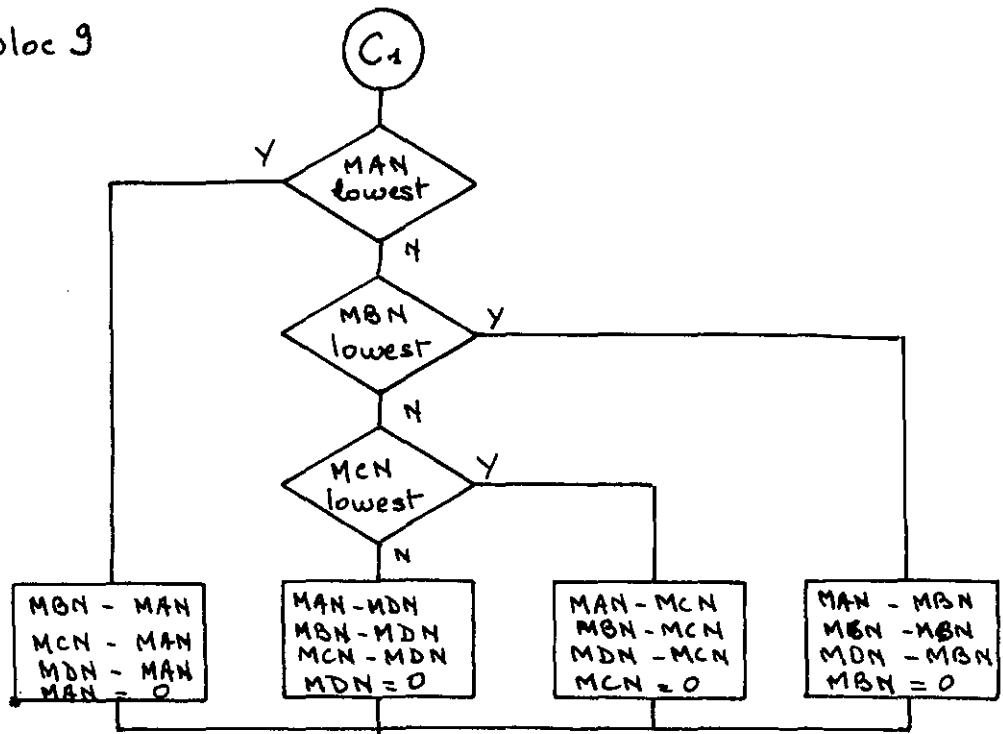 bloc 9
C1
Y
MAN
lowest
N
MBN
lowest
Y
N
MCN
lowest
Y
N
MBN - MAN
MCN - MAN
MDN - MAN
MAN = 0
MAN - MDN
MBN - MDN
MCN - MDN
MDN = 0
MAN - MCN
MBN - MCN
MDN - MCN
MCN = 0
MAN - MBN
- MBN
MDN - MBN
MBN = 0